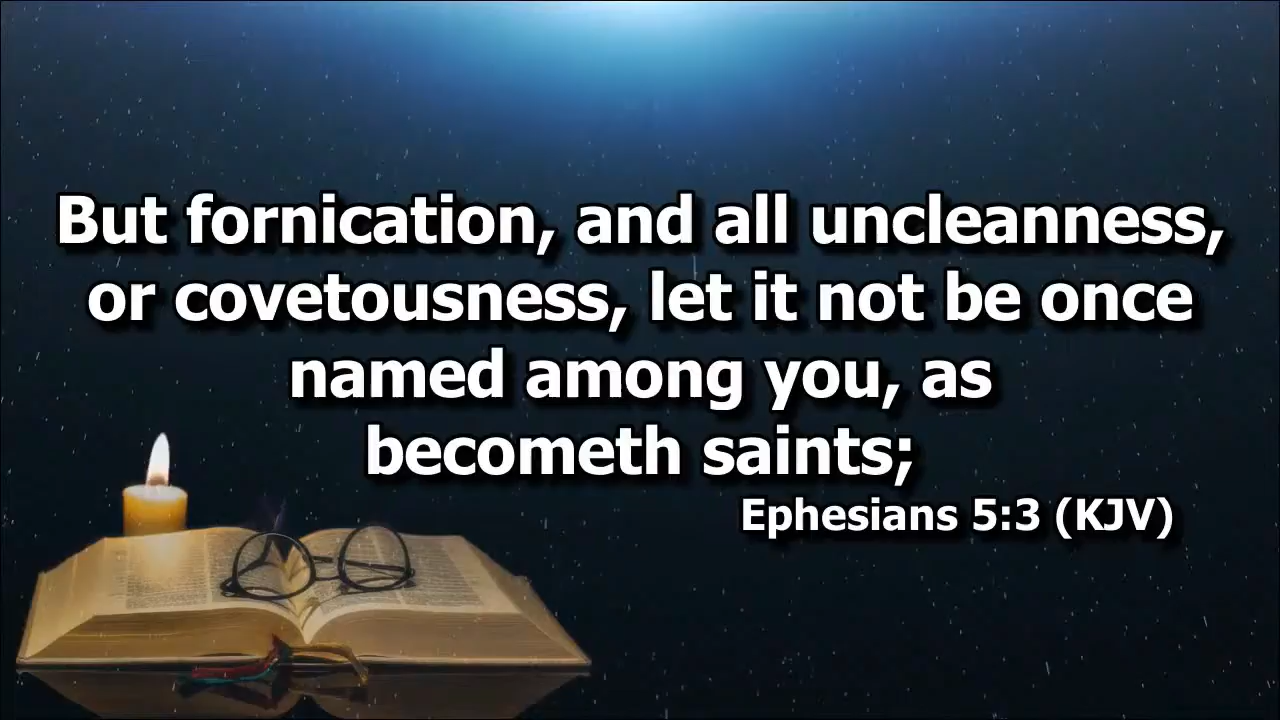 But fornication, and all uncleanness,
or covetousness, let it not be once
named among you, as
becometh saints;
Ephesians 5:3 (KJV)